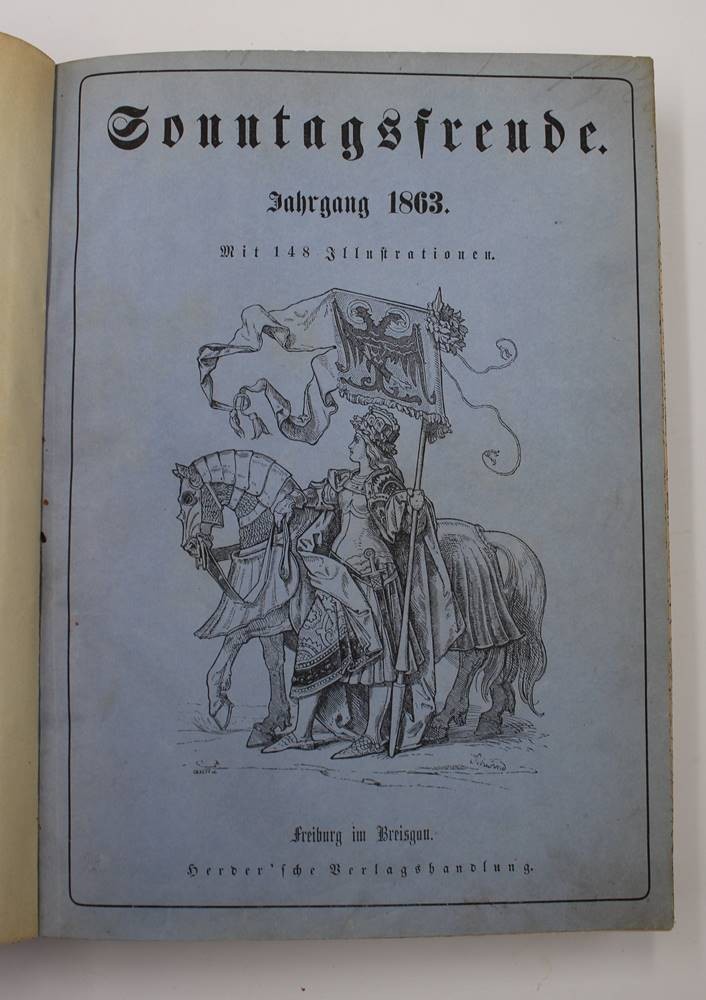 Sonntagsfreude.
Jahrgang 1863.
Mit 148 Illustrationen.
Freiburg im Breisgau.
Herder'sche Verlagshandlung.